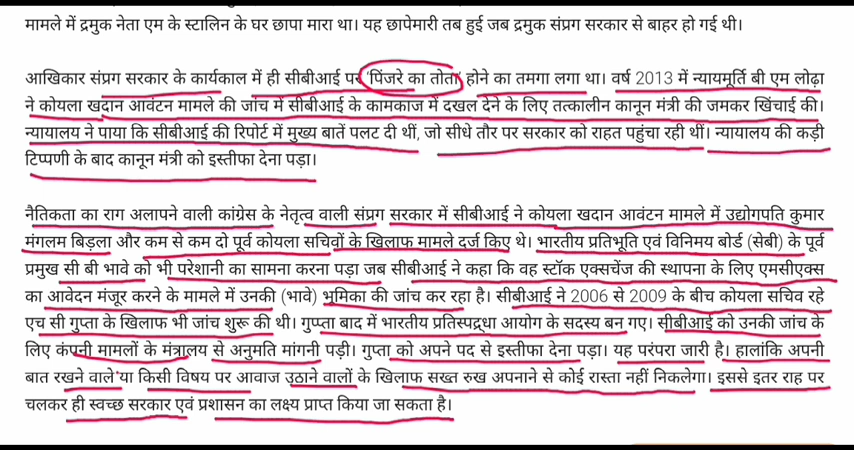 मामले में द्रमुक नेता एम के स्टालिन के घर छापा मारा था। यह छापेमारी तब हुई जब द्रमुक संप्रग सरकार से बाहर हो गई थी।
आखिकार संप्रग सरकार के कार्यकाल में ही सीबीआई पर 'पिंजरे का तोता' होने का तमगा लगा था। वर्ष 2013 में न्यायमूर्ति बी एम लोढ़ा
ने कोयला खदान आवंटन मामले की जांच में सीबीआई के कामकाज में दखल देने के लिए तत्कालीन कानून मंत्री की जमकर खिंचाई की।
न्यायालय ने पाया कि सीबीआई की रिपोर्ट में मुख्य बातें पलट दी थीं, जो सीधे तौर पर सरकार को राहत पहुंचा रही थीं। न्यायालय की कड़ी
टिप्पणी के बाद कानून मंत्री को इस्तीफा देना पड़ा।
नैतिकता का राग अलापने वाली कांग्रेस के नेतृत्व वाली संप्रग सरकार में सीबीआई ने कोयला खदान आवंटन मामले में उद्योगपति कुमार
मंगलम बिड़ला और कम से कम दो पूर्व कोयला सचिवों के खिलाफ मामले दर्ज किए थे। भारतीय प्रतिभूति एवं विनिमय बोर्ड (सेबी) के पूर्व
प्रमुख सी बी भावे को भी परेशानी का सामना करना पड़ा जब सीबीआई ने कहा कि वह स्टॉक एक्सचेंज की स्थापना के लिए एमसीएक्स
का आवेदन मंजूर करने के मामले में उनकी (भावे) भूमिका की जांच कर रहा है। सीबीआई ने 2006 से 2009 के बीच कोयला सचिव रहे
एच सी गुप्ता के खिलाफ भी जांच शुरू की थी। गुप्प्ता बाद में भारतीय प्रतिस्पद्र्धा आयोग के सदस्य बन गए। सीबीआई को उनकी जांच के
लिए कंपनी मामलों के मंत्रालय से अनुमति मांगनी पड़ी। गुप्ता को अपने पद से इस्तीफा देना पड़ा। यह परंपरा जारी है। हालांकि अपनी
बात रखने वाले या किसी विषय पर आवाज उठाने वालों के खिलाफ सख्त रुख अपनाने से कोई रास्ता नहीं निकलेगा। इससे इतर राह पर
चलकर ही स्वच्छ सरकार एवं प्रशासन का लक्ष्य प्राप्त किया जा सकता है।